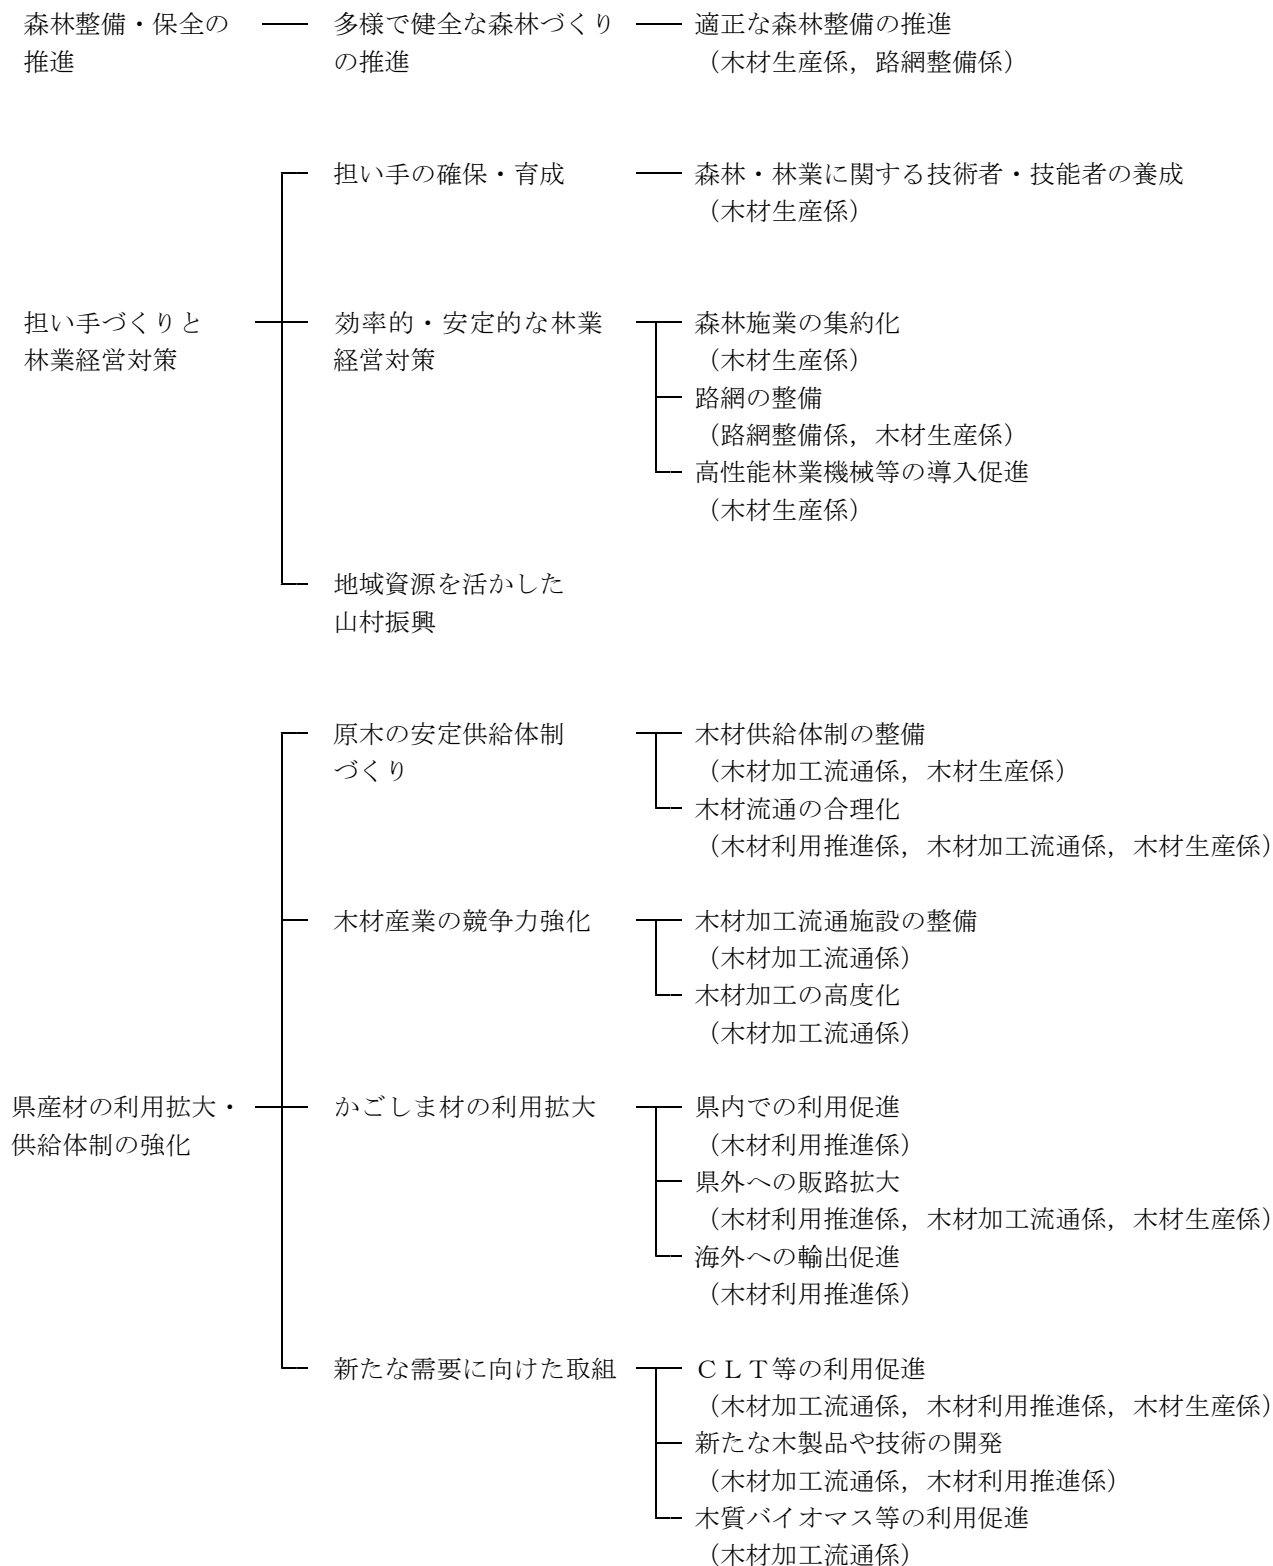 森林整備・保全の
推進
多様で健全な森林づくり
の推進
適正な森林整備の推進
（木材生産係，路網整備係）
担い手づくりと
林業経営対策
担い手の確保・育成
森林・林業に関する技術者・技能者の養成
（木材生産係）
効率的・安定的な林業
経営対策
森林施業の集約化
（木材生産係）
路網の整備
（路網整備係，木材生産係）
高性能林業機械等の導入促進
（木材生産係）
地域資源を活かした
山村振興
県産材の利用拡大・
供給体制の強化
原木の安定供給体制
づくり
木材供給体制の整備
（木材加工流通係，木材生産係）
木材流通の合理化
（木材利用推進係，木材加工流通係，木材生産係）
木材産業の競争力強化
木材加工流通施設の整備
（木材加工流通係）
木材加工の高度化
（木材加工流通係）
かごしま材の利用拡大
県内での利用促進
（木材利用推進係）
県外への販路拡大
（木材利用推進係，木材加工流通係，木材生産係）
海外への輸出促進
（木材利用推進係）
新たな需要に向けた取組
ＣＬＴ等の利用促進
（木材加工流通係，木材利用推進係，木材生産係）
新たな木製品や技術の開発
（木材加工流通係，木材利用推進係）
木質バイオマス等の利用促進
（木材加工流通係）